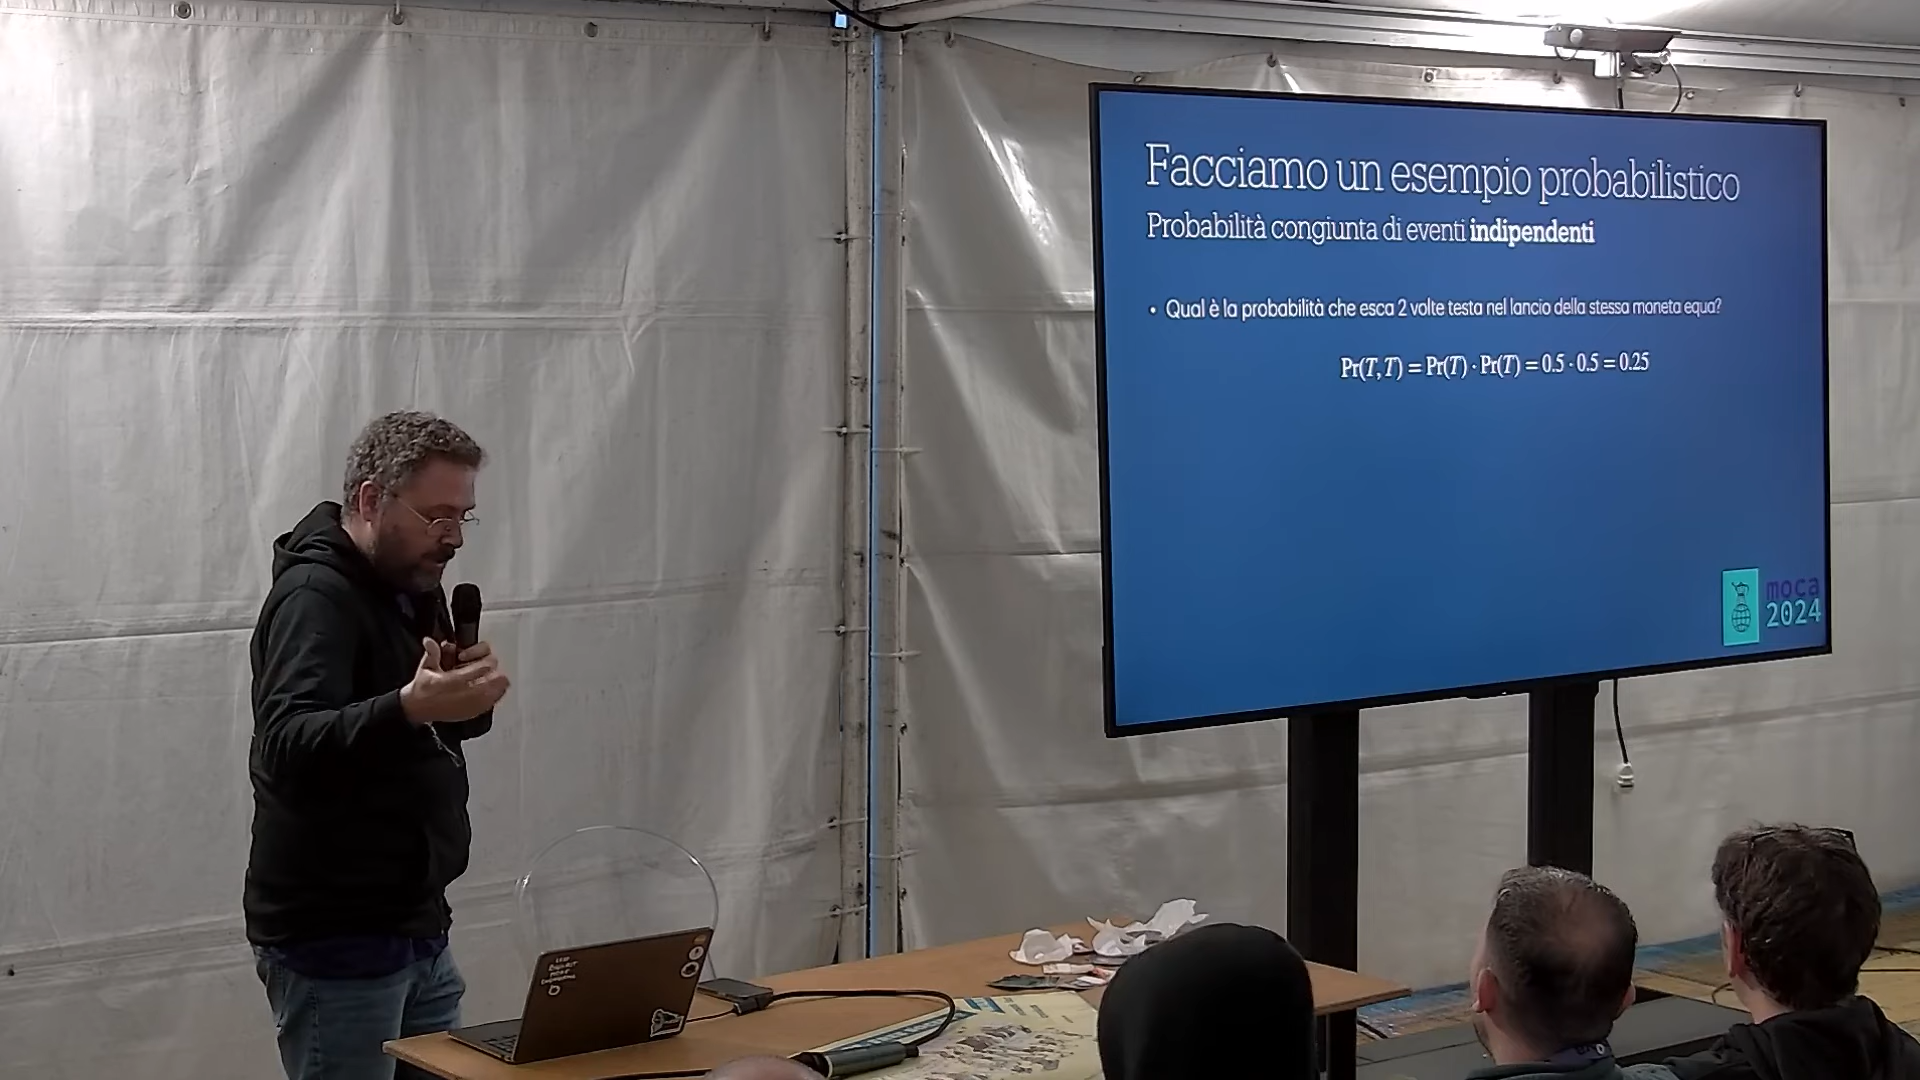 Facciamo un esempio probabilistico
Probabilità congiunta di eventi indipendenti
• Qual è la probabilità che esca 2 volte testa nel lancio della stessa moneta equa?
Pr(T, T) = Pr(T) · Pr(T) = 0.5 · 0.5 = 0.25
moca
2024